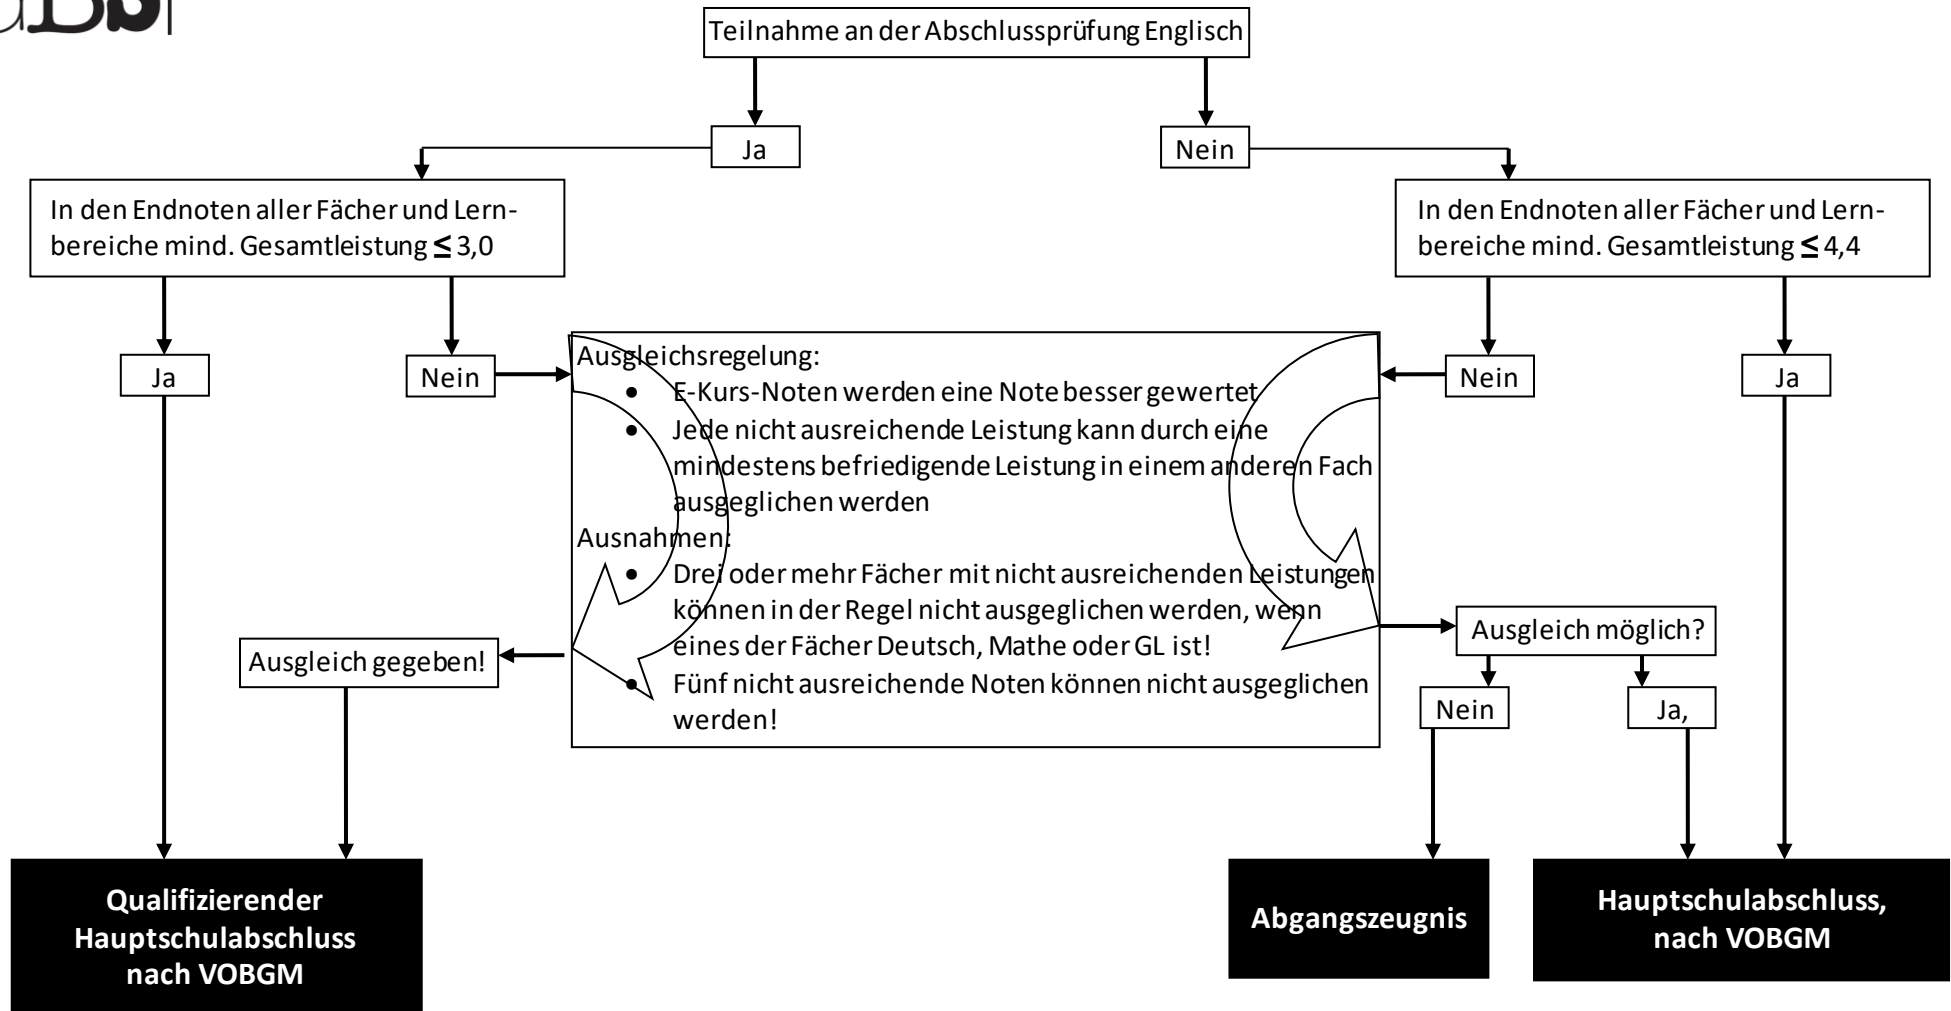 Teilnahme an der Abschlussprüfung Englisch
Ja
Nein
In den Endnoten aller Fächer und Lern-
bereiche mind. Gesamtleistung ≤ 3,0
In den Endnoten aller Fächer und Lern-
bereiche mind. Gesamtleistung ≤ 4,4
Ja
Nein
Nein
Ja
Ausgleichsregelung:
• E-Kurs-Noten werden eine Note besser gewertet
• Jede nicht ausreichende Leistung kann durch eine
mindestens befriedigende Leistung in einem anderen Fach
ausgeglichen werden
Ausnahmen:
• Drei oder mehr Fächer mit nicht ausreichenden Leistungen
können in der Regel nicht ausgeglichen werden, wenn
eines der Fächer Deutsch, Mathe oder GL ist!
• Fünf nicht ausreichende Noten können nicht ausgeglichen
werden!
Ausgleich gegeben!
Ausgleich möglich?
Nein
Ja,
Qualifizierender
Hauptschulabschluss
nach VOBGM
Abgangszeugnis
Hauptschulabschluss,
nach VOBGM